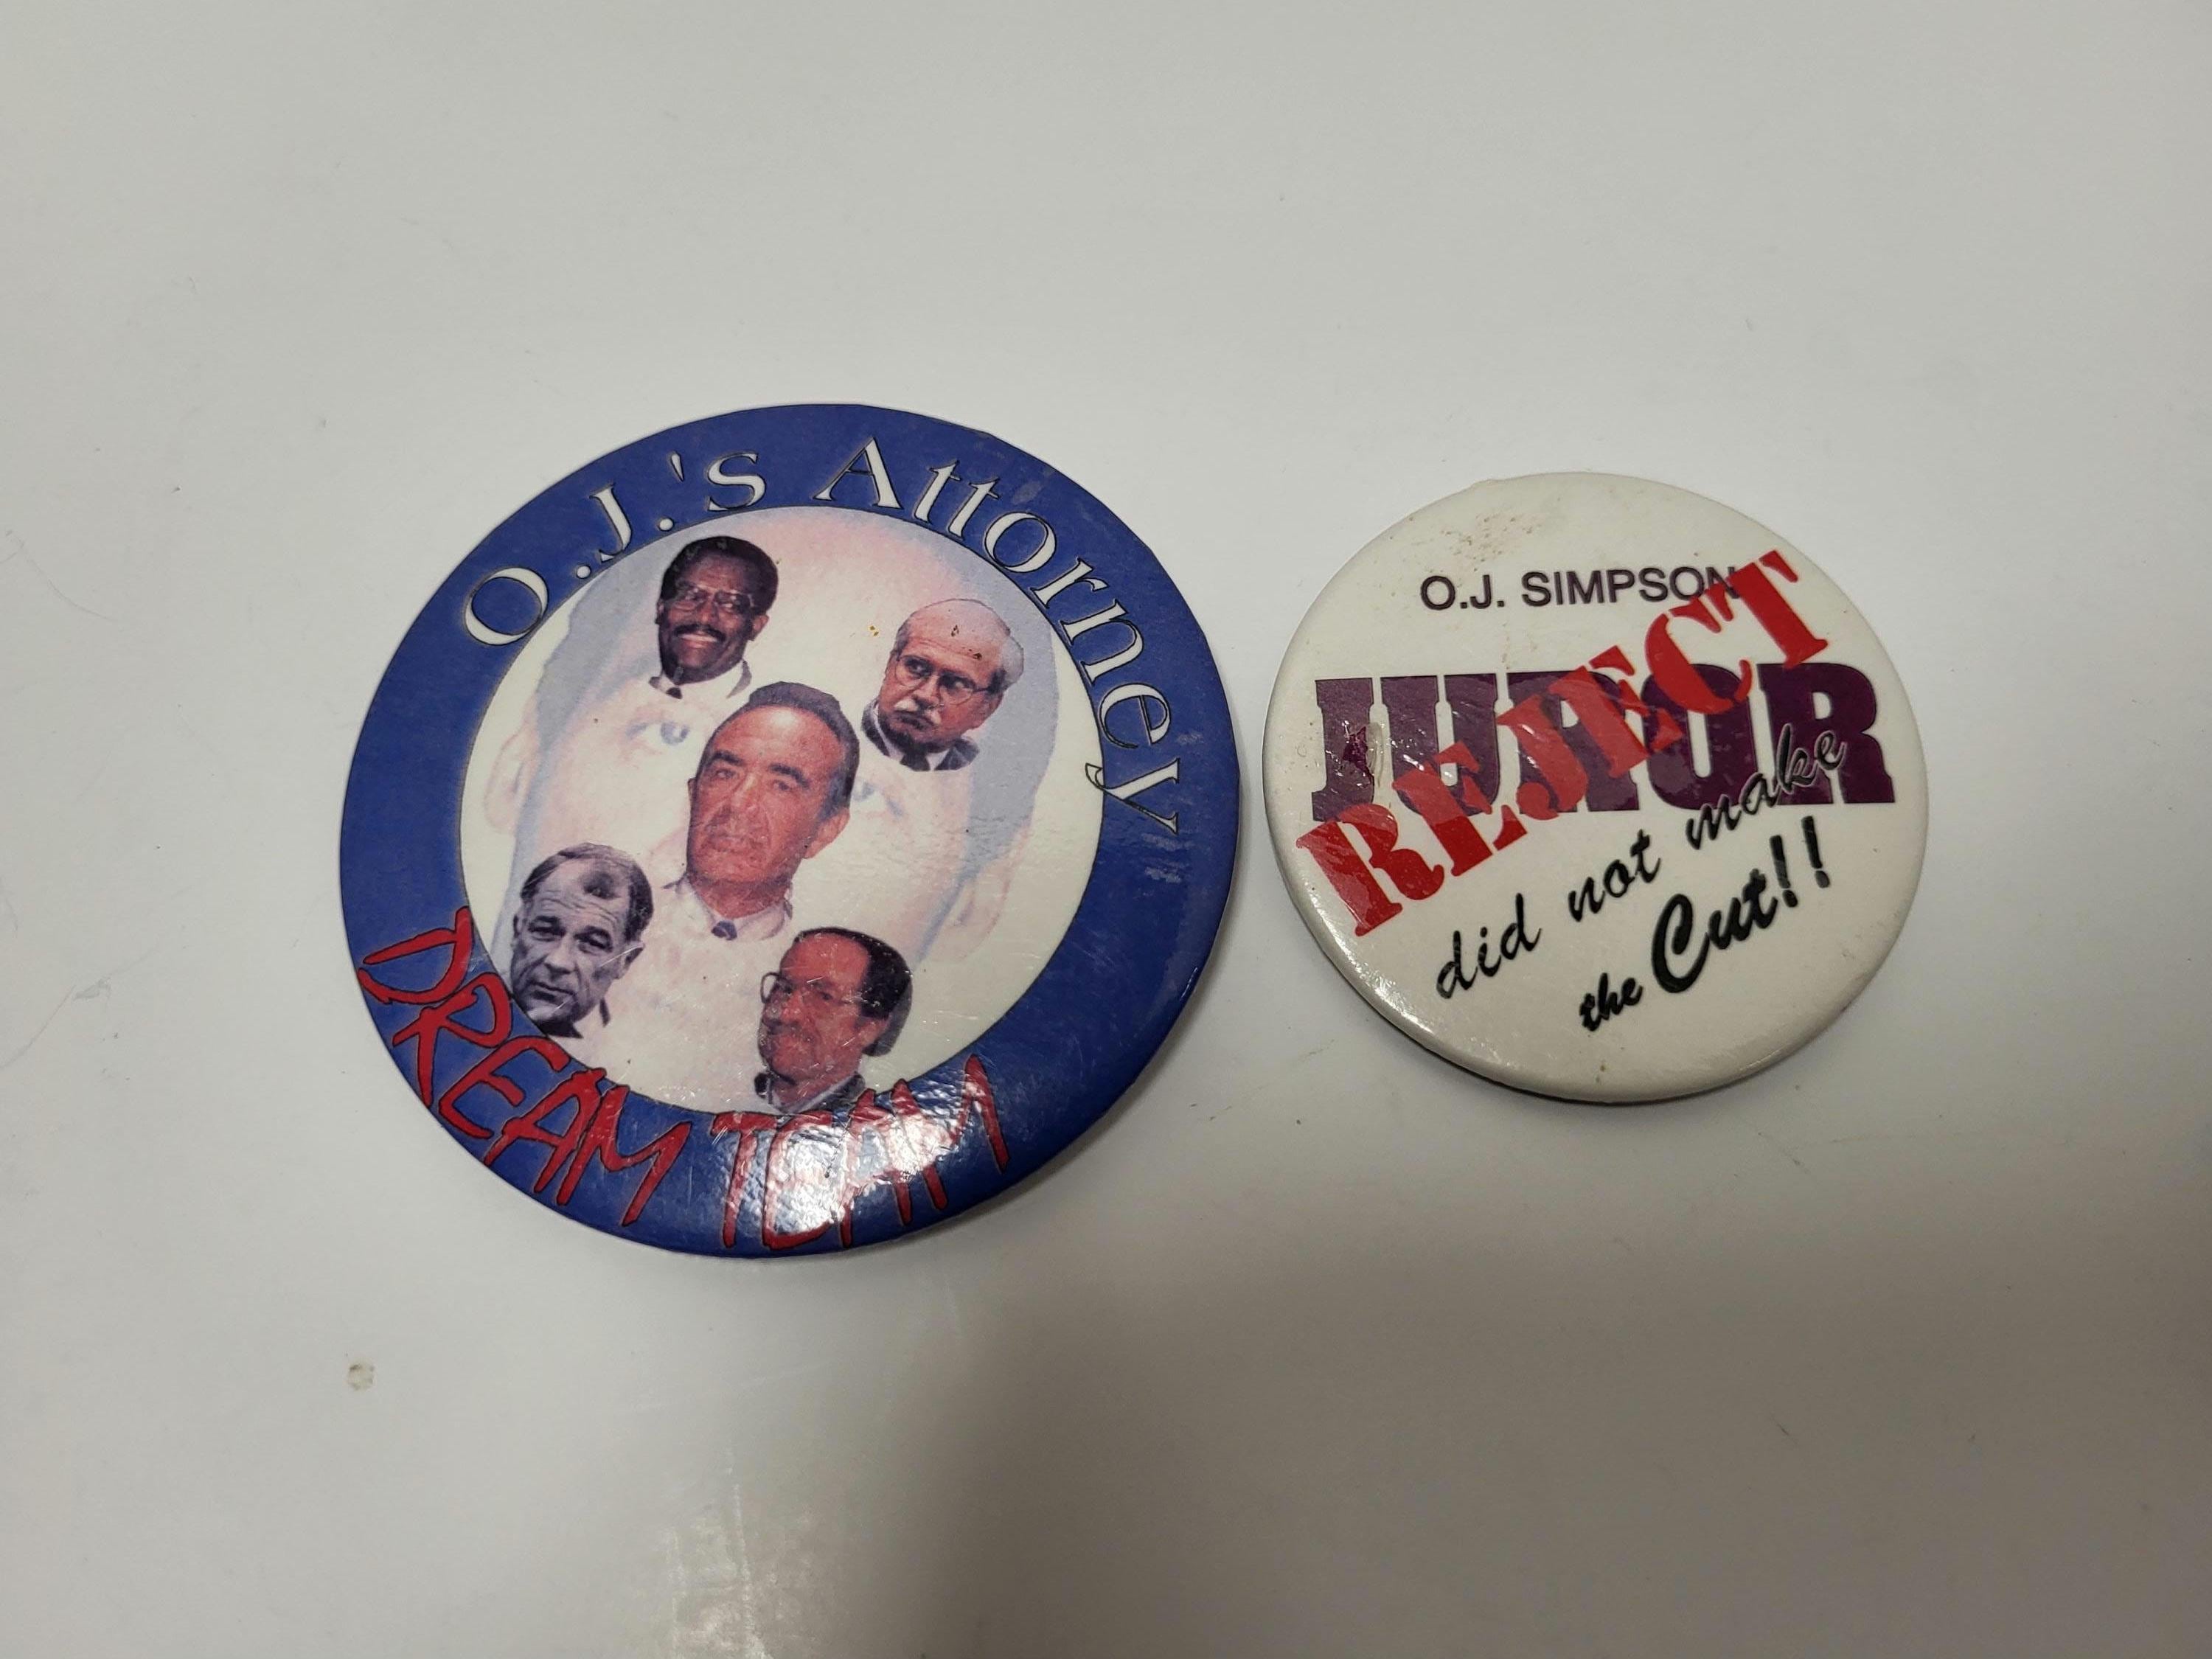 O.J.'s Attorney
DREAM TEAM
O.J. SIMPSON
JUROR
REJECT
did not make
the Cut!!